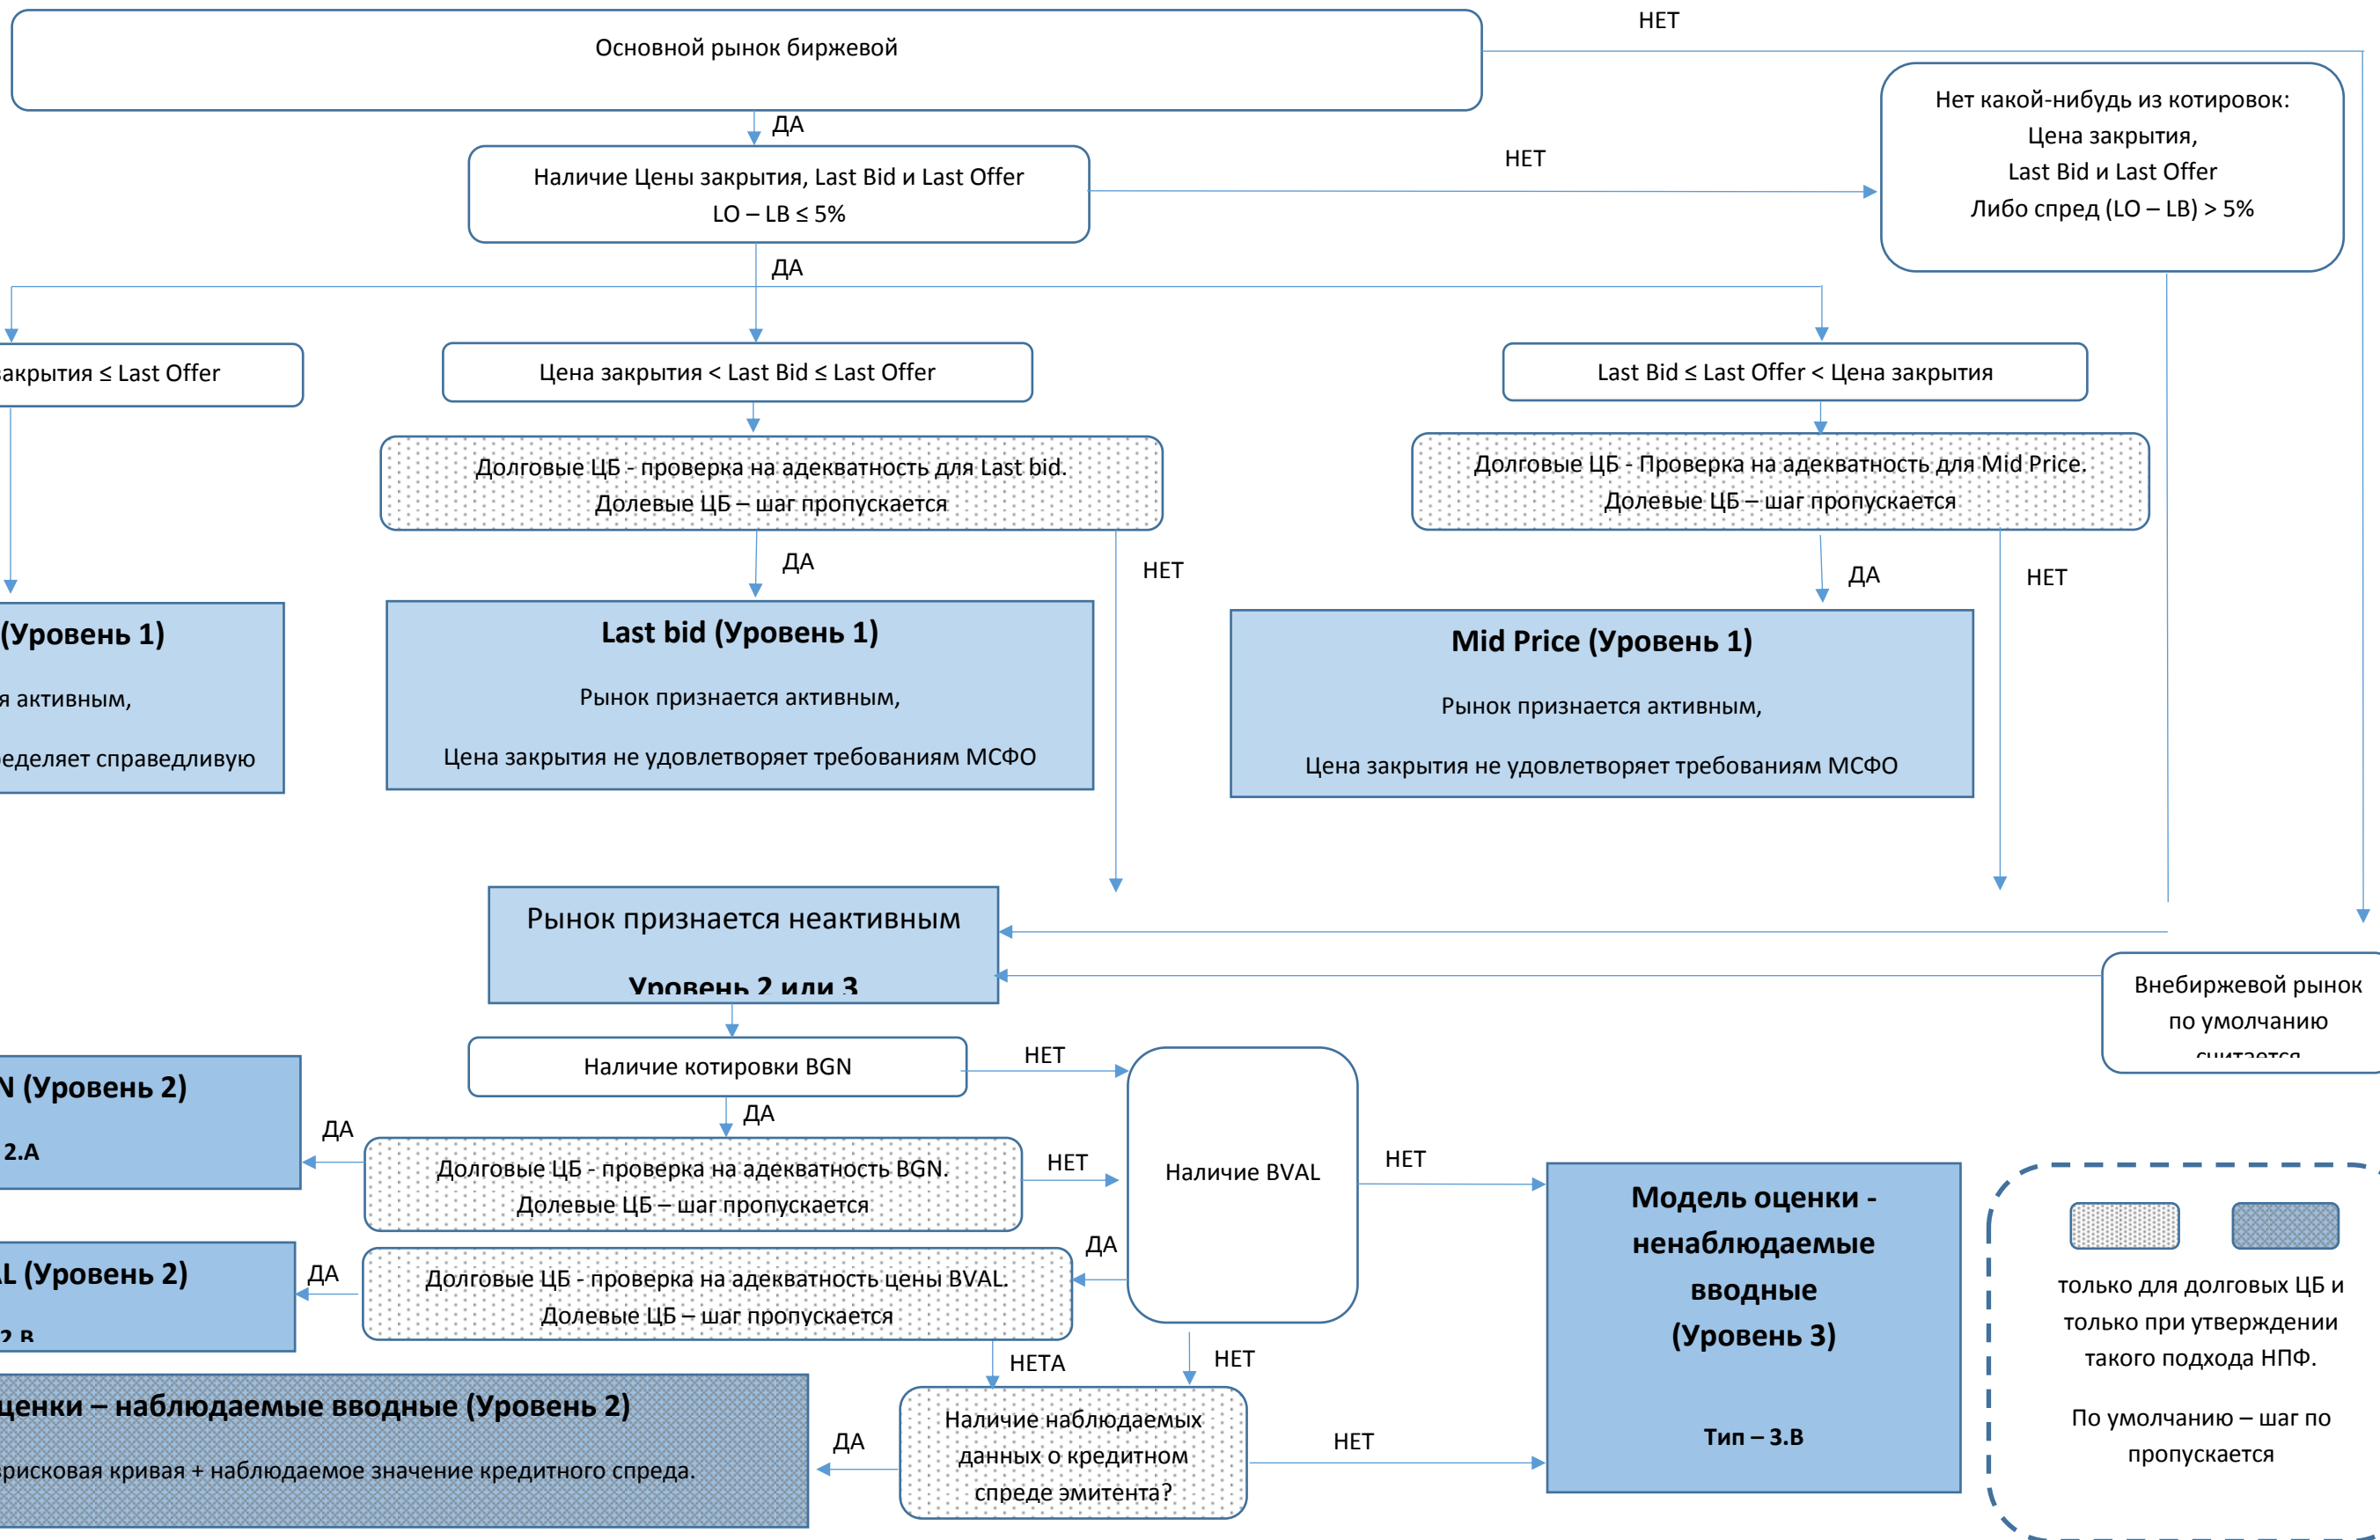 НЕТ
Основной рынок биржевой
Нет какой-нибудь из котировок:
Цена закрытия,
Last Bid и Last Offer
Либо спред (LO – LB) > 5%
ДА
Наличие Цены закрытия, Last Bid и Last Offer
LO – LB ≤ 5%
НЕТ
ДА
закрытия ≤ Last Offer
Цена закрытия < Last Bid ≤ Last Offer
Last Bid ≤ Last Offer < Цена закрытия
Долговые ЦБ - проверка на адекватность для Last bid.
Долевые ЦБ – шаг пропускается
Долговые ЦБ - Проверка на адекватность для Mid Price.
Долевые ЦБ – шаг пропускается
ДА
НЕТ
ДА
НЕТ
(Уровень 1)
я активным,
ределяет справедливую
Last bid (Уровень 1)
Рынок признается активным,
Цена закрытия не удовлетворяет требованиям МСФО
Mid Price (Уровень 1)
Рынок признается активным,
Цена закрытия не удовлетворяет требованиям МСФО
Рынок признается неактивным
Уровень 2 или 3
Внебиржевой рынок
по умолчанию
считается
Наличие котировки BGN
НЕТ
ДА
N (Уровень 2)
2.A
ДА
Долговые ЦБ - проверка на адекватность BGN.
Долевые ЦБ – шаг пропускается
НЕТ
Наличие BVAL
НЕТ
AL (Уровень 2)
2.B
ДА
Долговые ЦБ - проверка на адекватность цены BVAL.
Долевые ЦБ – шаг пропускается
ДА
Модель оценки -
ненаблюдаемые
вводные
(Уровень 3)
Тип – 3.B
только для долговых ЦБ и
только при утверждении
такого подхода НПФ.
По умолчанию – шаг по
пропускается
НЕТА
НЕТ
ценки – наблюдаемые вводные (Уровень 2)
зрисковая кривая + наблюдаемое значение кредитного спреда.
ДА
Наличие наблюдаемых
данных о кредитном
спреде эмитента?
НЕТ